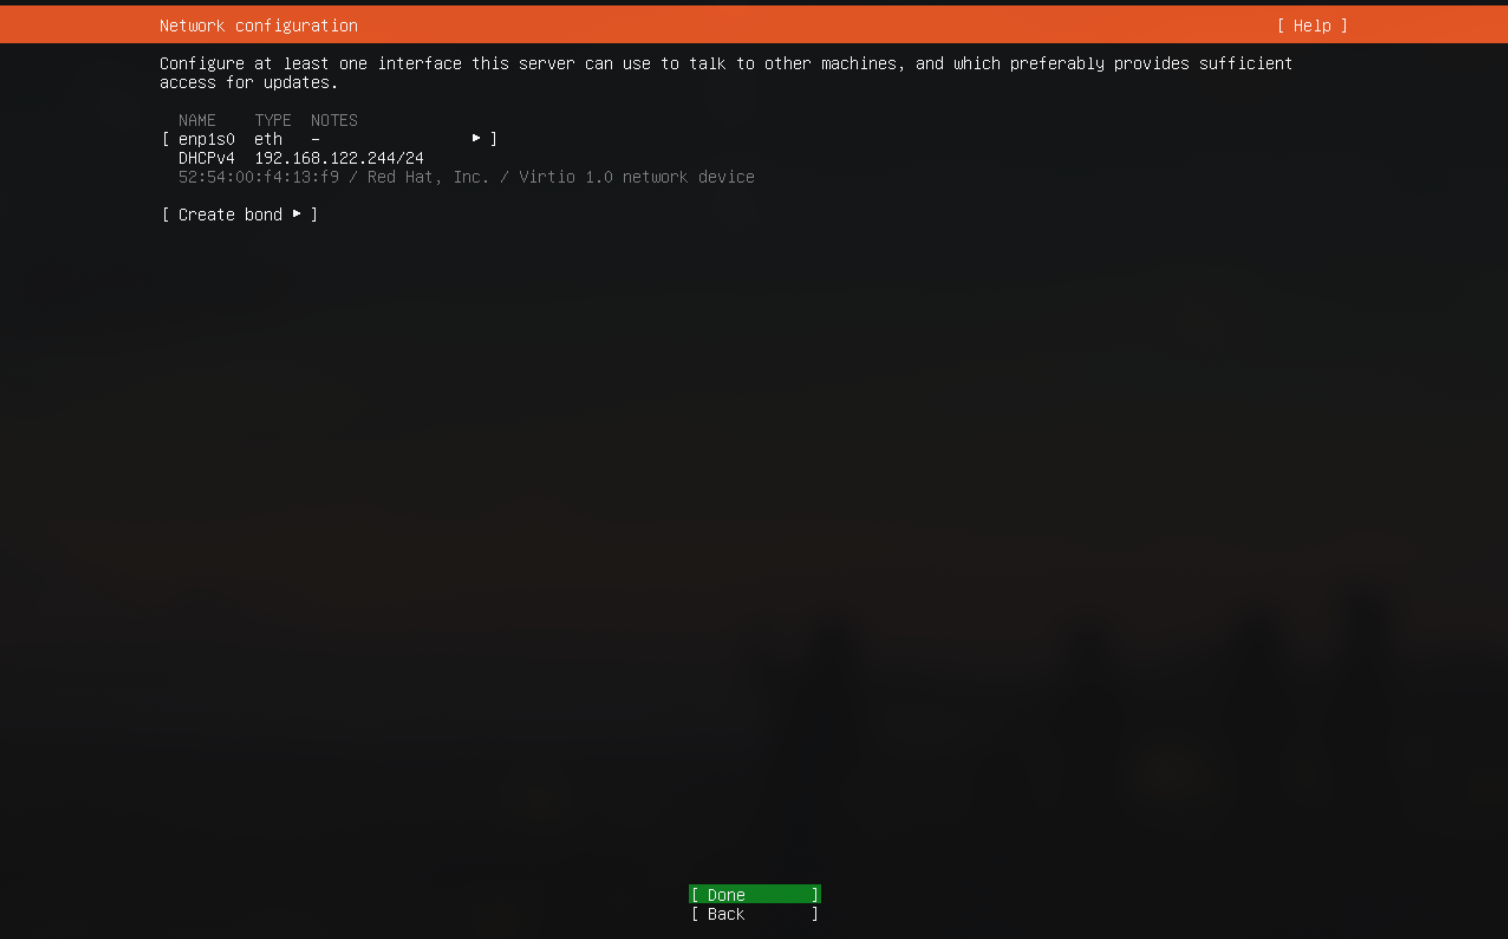 Network configuration [ Help ]
Configure at least one interface this server can use to talk to other machines, and which preferably provides sufficient
access for updates.
NAME TYPE NOTES
[ enp1s0 eth - ▸ ]
DHCPv4 192.168.122.244/24
52:54:00:f4:13:f9 / Red Hat, Inc. / Virtio 1.0 network device
[ Create bond ▸ ]
[ Done ]
[ Back ]